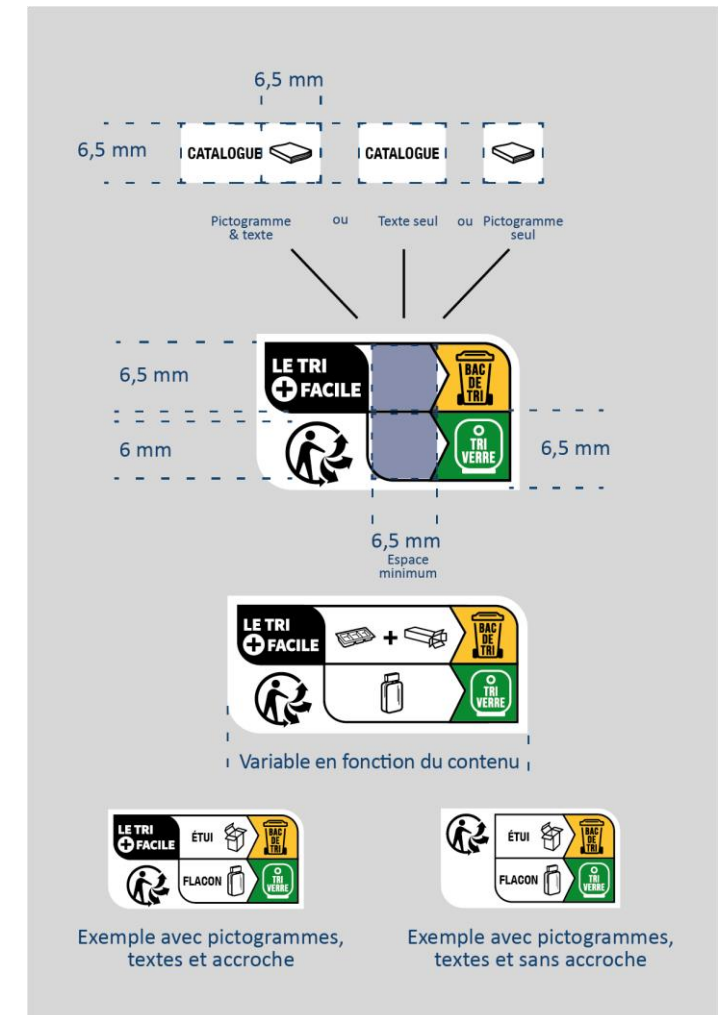 6,5 mm
6,5 mm
CATALOGUE
CATALOGUE
Pictogramme
& texte
ou
Texte seul
ou
Pictogramme
seul
6,5 mm
LE TRI
+ FACILE
BAC
DE
TRI
6 mm
TRI
VERRE
6,5 mm
6,5 mm
Espace
minimum
LE TRI
+ FACILE
+
BAC
DE
TRI
TRI
VERRE
Variable en fonction du contenu
LE TRI
+ FACILE
ÉTUI
BAC
DE
TRI
FLACON
TRI
VERRE
ÉTUI
BAC
DE
TRI
FLACON
TRI
VERRE
Exemple avec pictogrammes,
textes et accroche
Exemple avec pictogrammes,
textes et sans accroche